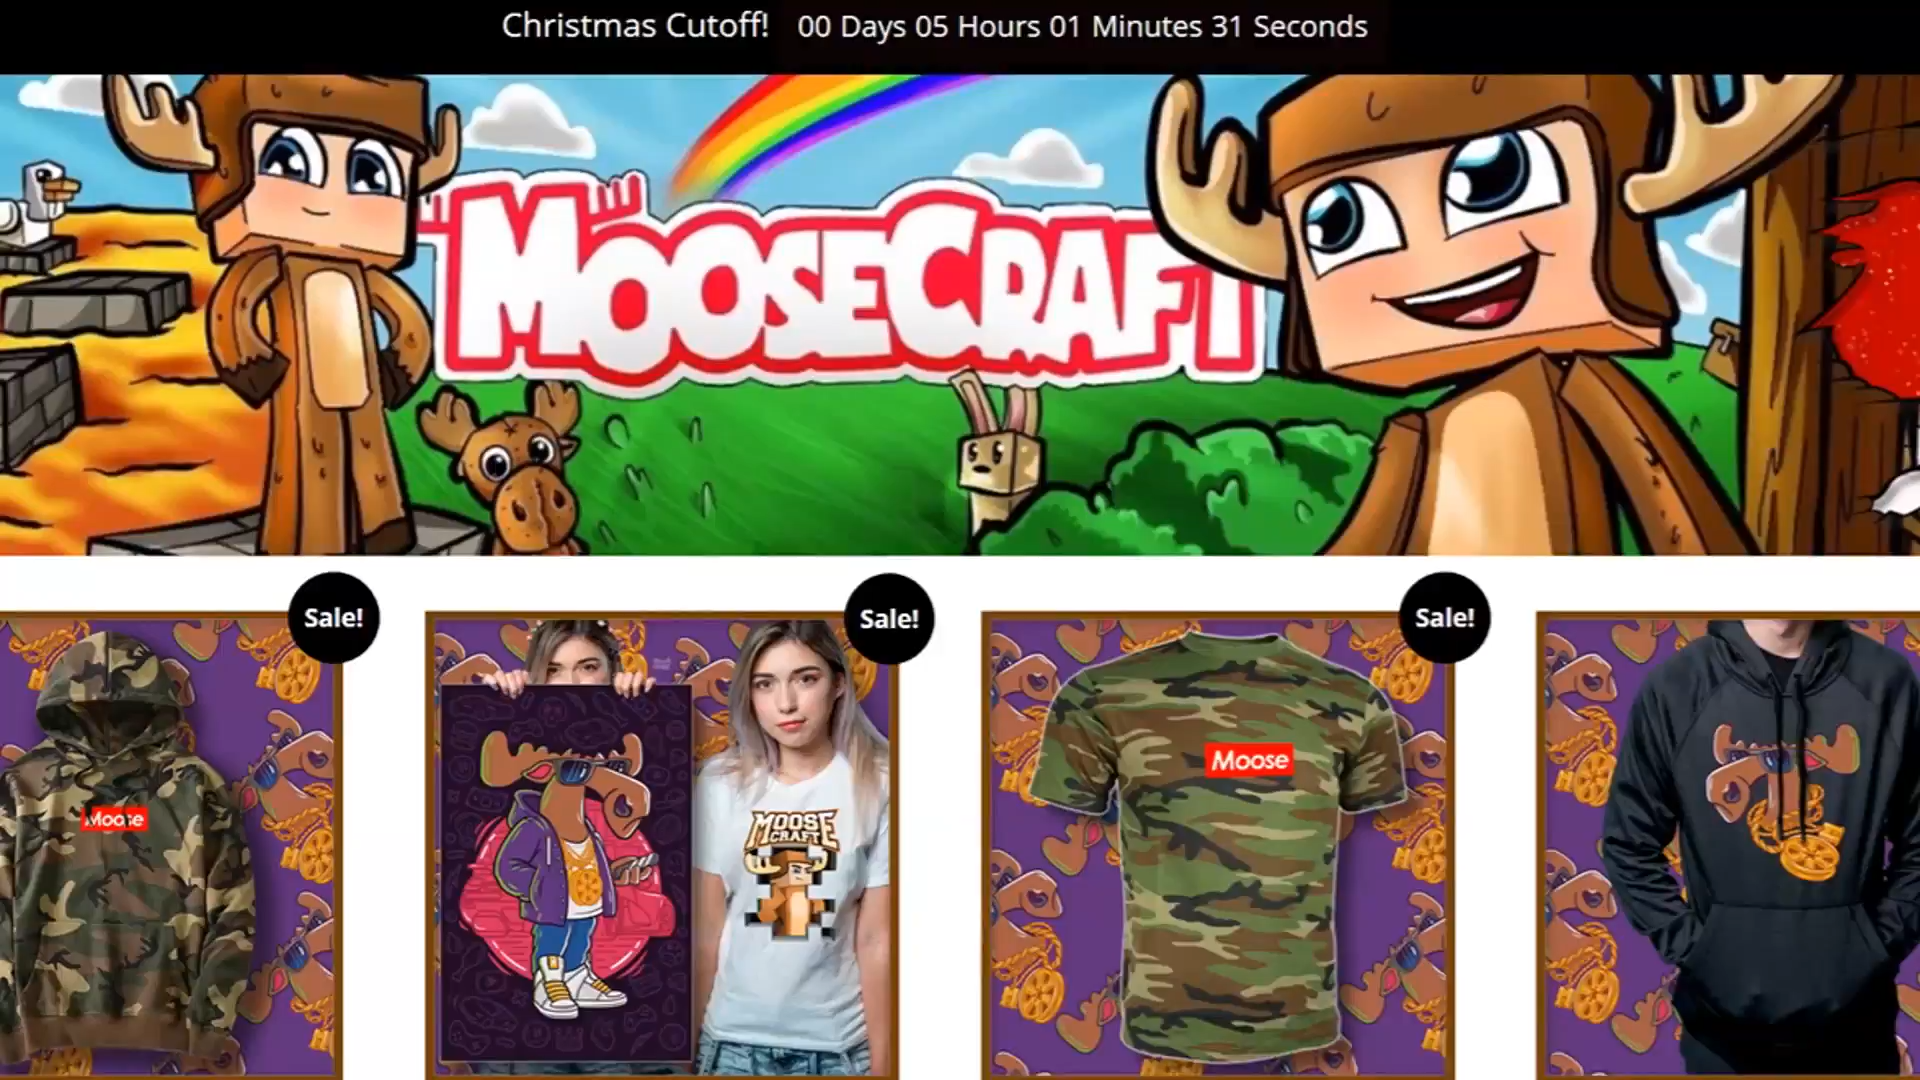 Christmas Cutoff! 00 Days 05 Hours 01 Minutes 31 Seconds
MOOSECRAFT
Sale!
Sale!
Sale!
Moose
MOOSE
CRAFT
Moose